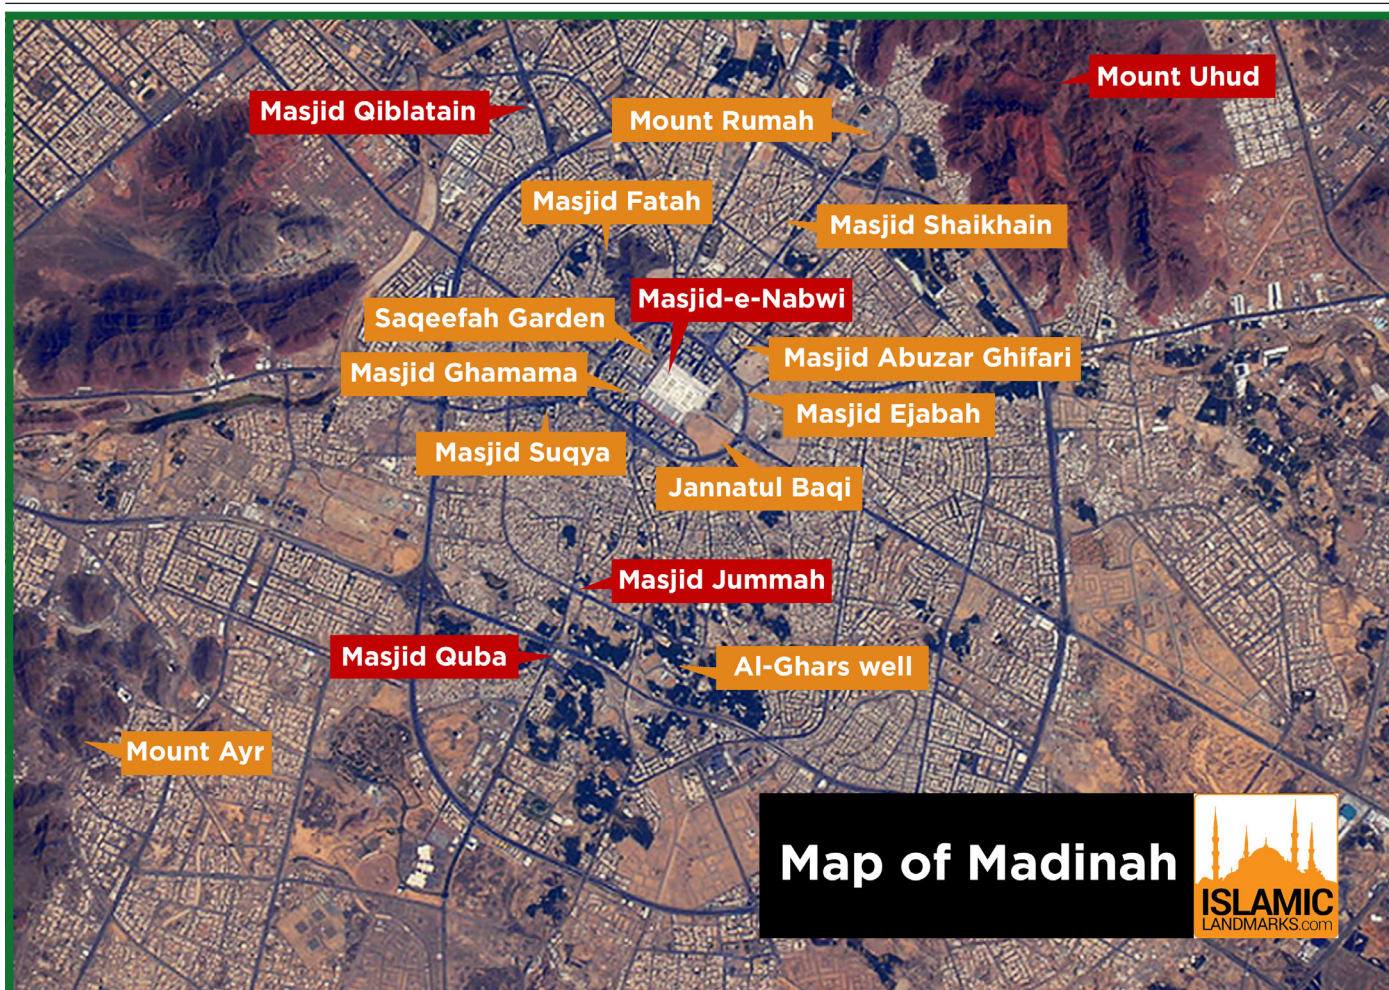 Mount Uhud
Masjid Qiblatain
Mount Rumah
Masjid Fatah
Masjid Shaikhain
Masjid-e-Nabwi
Saqeefah Garden
Masjid Abuzar Ghifari
Masjid Ghamama
Masjid Ejabah
Masjid Suqya
Jannatul Baqi
Masjid Jummah
Masjid Quba
Al-Ghars well
Mount Ayr
Map of Madinah
ISLAMIC
LANDMARKS.com